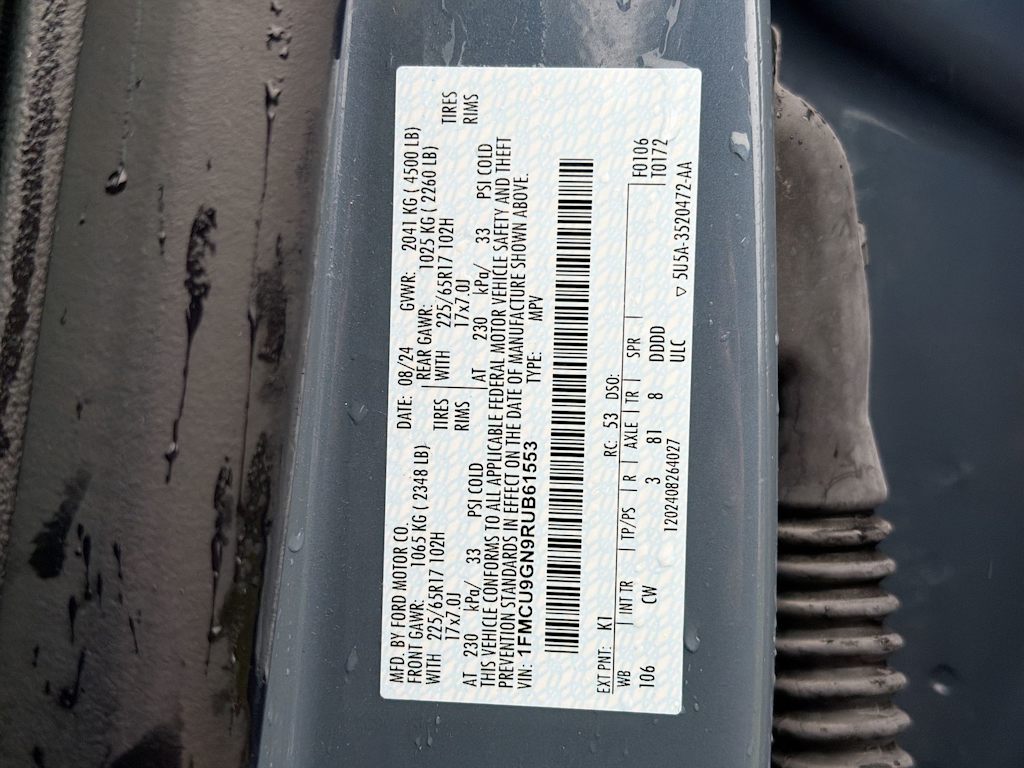 MFD. BY FORD MOTOR CO. DATE: 08/24 GVWR: 2041 KG ( 4500 LB)
FRONT GAWR: 1065 KG ( 2348 LB) REAR GAWR: 1025 KG ( 2260 LB)
WITH 225/65R17 102H TIRES WITH 225/65R17 102H TIRES
17x7.0J RIMS 17x7.0J RIMS
AT 230 kPa/ 33 PSI COLD AT 230 kPa/ 33 PSI COLD
THIS VEHICLE CONFORMS TO ALL APPLICABLE FEDERAL MOTOR VEHICLE SAFETY AND THEFT
PREVENTION STANDARDS IN EFFECT ON THE DATE OF MANUFACTURE SHOWN ABOVE.
VIN: 1FMCU9GN9RUB61553 TYPE: MPV
EXT PNT: K1 RC: 53 DSO: F0106
WB INT TR TP/PS R AXLE TR SPR T0172
106 CW 3 81 8 DDDD
ULC
1202408264027 ▽ 5U5A-3520472-AA